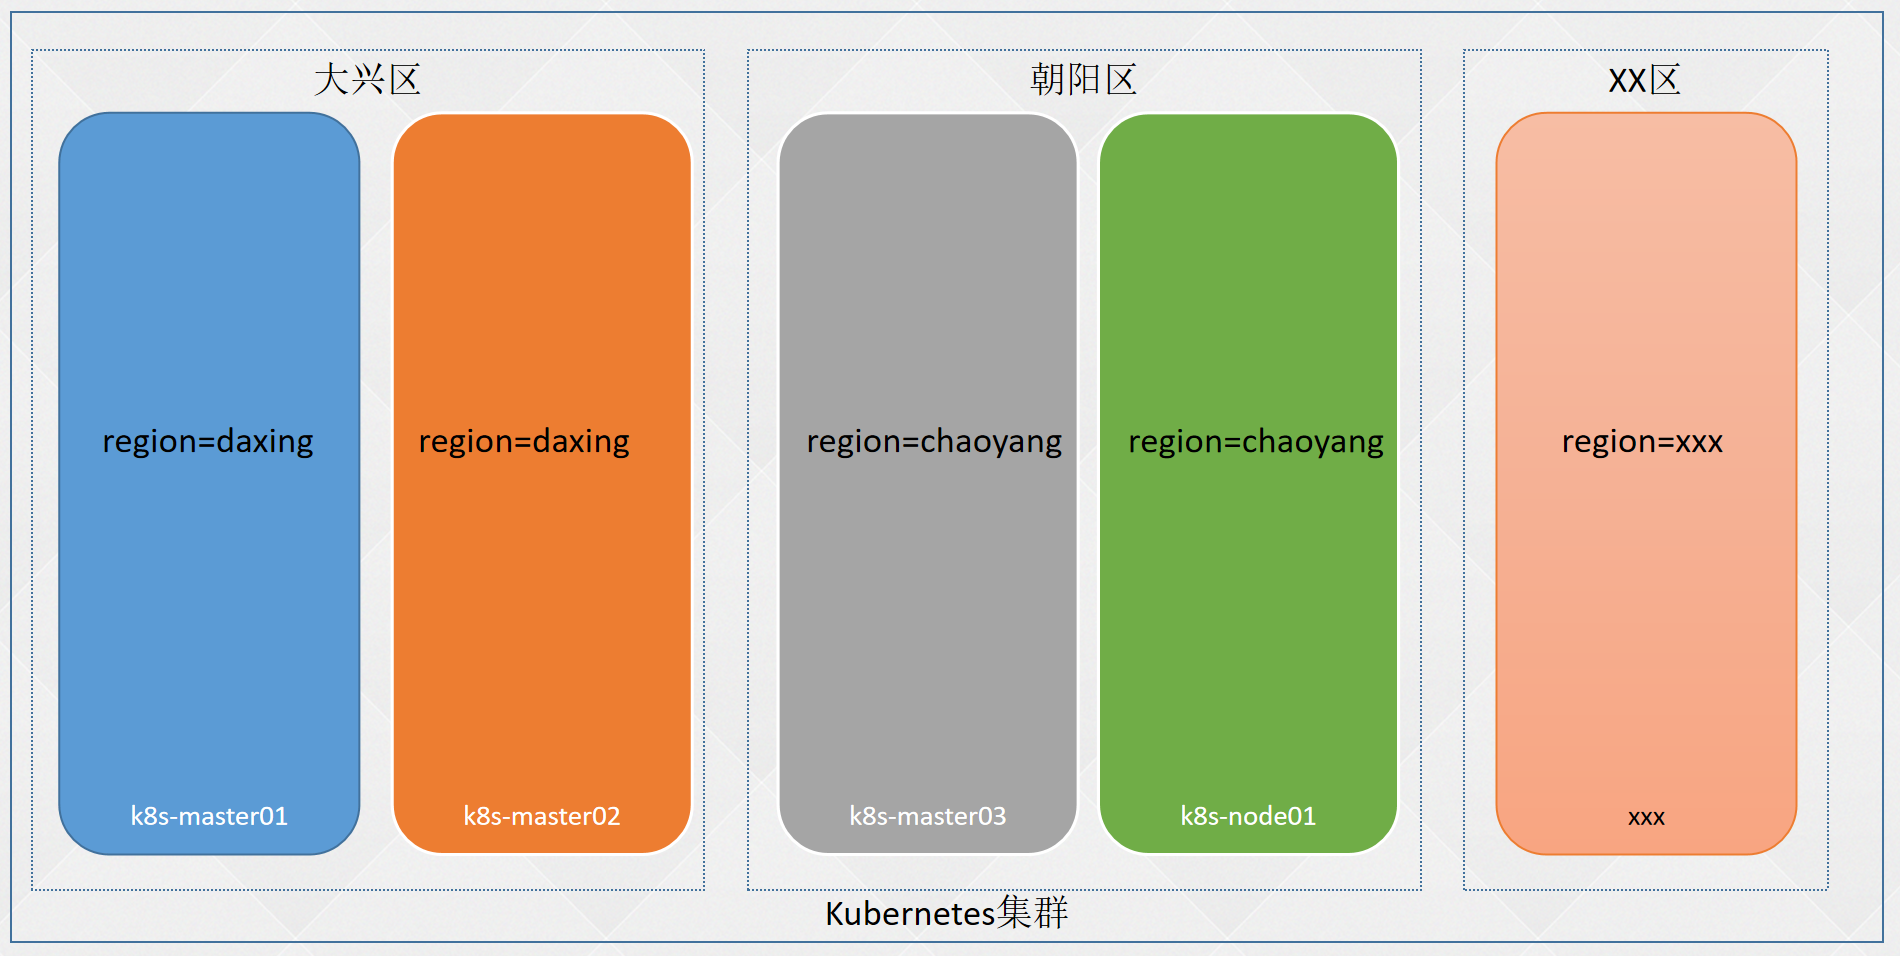 大兴区
朝阳区
XX区
region=daxing
region=daxing
region=chaoyang
region=chaoyang
region=xxx
k8s-master01
k8s-master02
k8s-master03
k8s-node01
xxx
Kubernetes集群